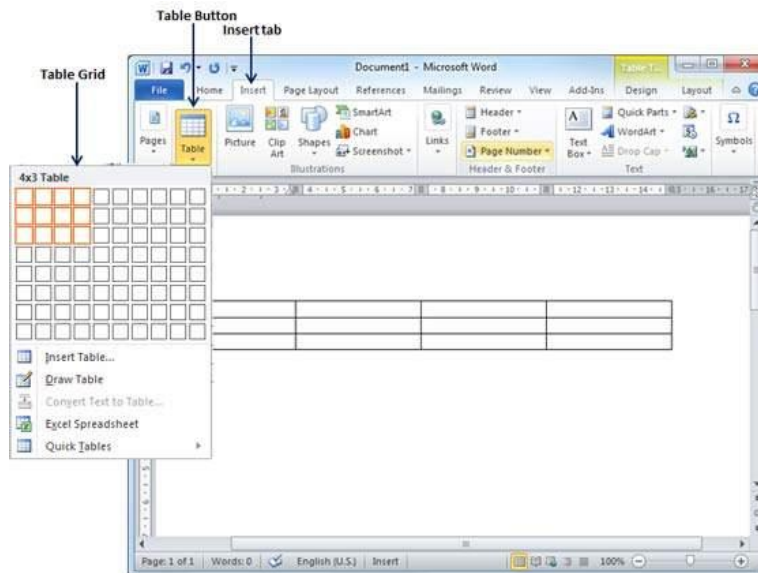 Table Button
Insert tab
Table Grid
Document1 - Microsoft Word
Table T...
File Home Insert Page Layout References Mailings Review View Add-Ins Design Layout
Pages
Table
Picture
Clip Art
Shapes
SmartArt
Chart
Screenshot
Links
Header
Footer
Page Number
Text Box
Quick Parts
WordArt
Drop Cap
Symbols
Illustrations
Header & Footer
Text
4x3 Table
Insert Table...
Draw Table
Convert Text to Table...
Excel Spreadsheet
Quick Tables
Page: 1 of 1 Words: 0 English (U.S.) Insert 100%